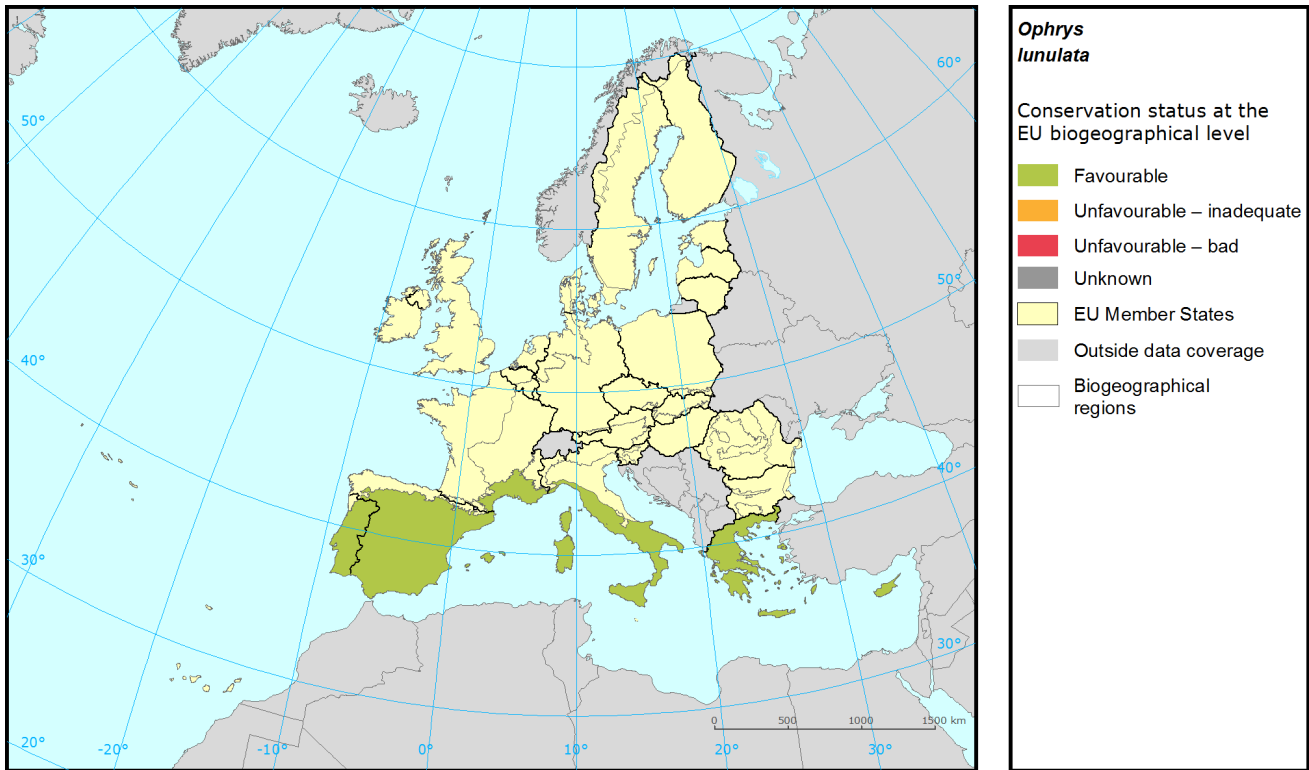 Ophrys
lunulata
Conservation status at the
EU biogeographical level
Favourable
Unfavourable – inadequate
Unfavourable – bad
Unknown
EU Member States
Outside data coverage
Biogeographical
regions
60°
50°
50°
40°
40°
30°
30°
20°
-20°
-10°
0°
10°
20°
30°
0 500 1000 1500 km